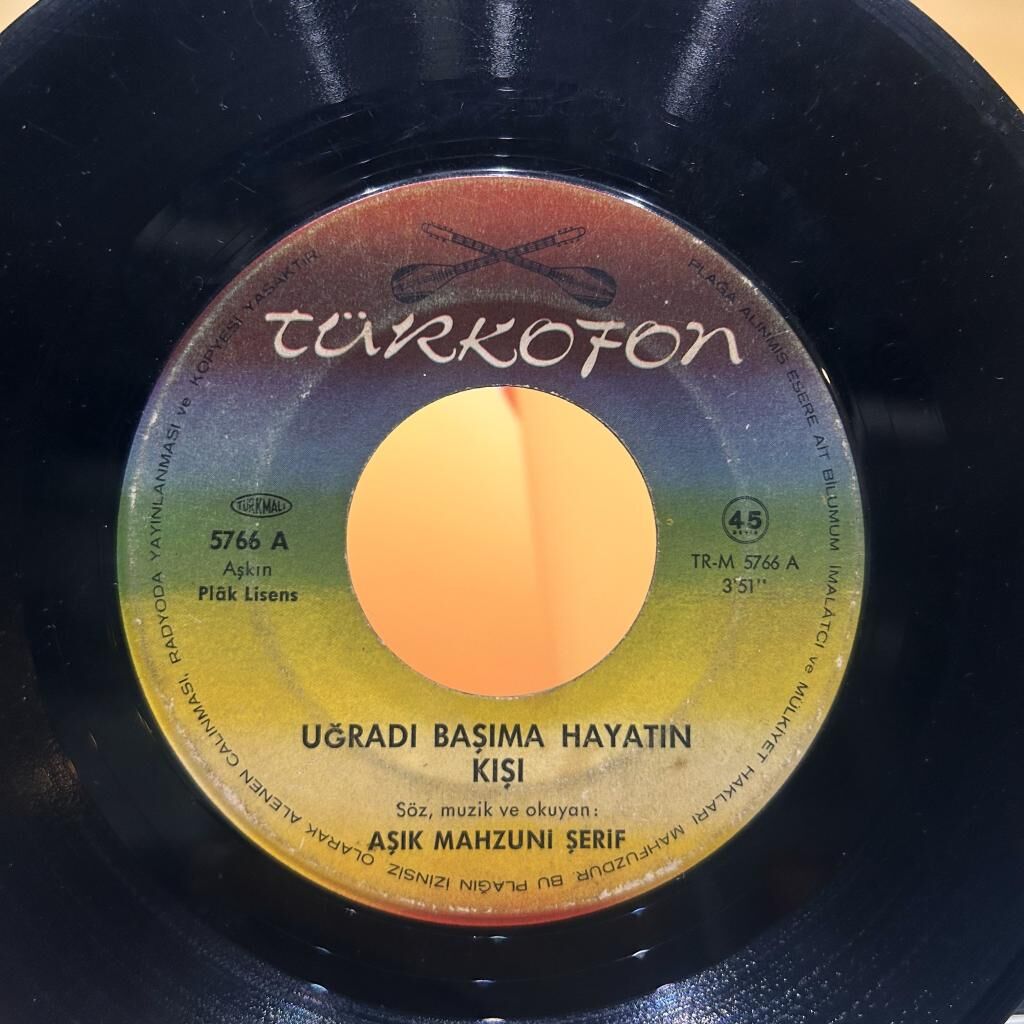 TÜRKOFON
PLAĞA ALINMIŞ ESERE AİT BİLUMUM İMALATCI ve MÜLKİYET HAKLARI MAHFUZDUR. BU PLAĞIN İZİNSİZ OLARAK ALENEN ÇALINMASI, RADYODA YAYINLANMASI ve KOPYESİ YASAKTIR.
TÜRKMALI
5766 A
Aşkın
Plâk Lisens
45
TR-M 5766 A
3'51''
UĞRADI BAŞIMA HAYATIN
KIŞI
Söz, muzik ve okuyan:
AŞIK MAHZUNİ ŞERİF